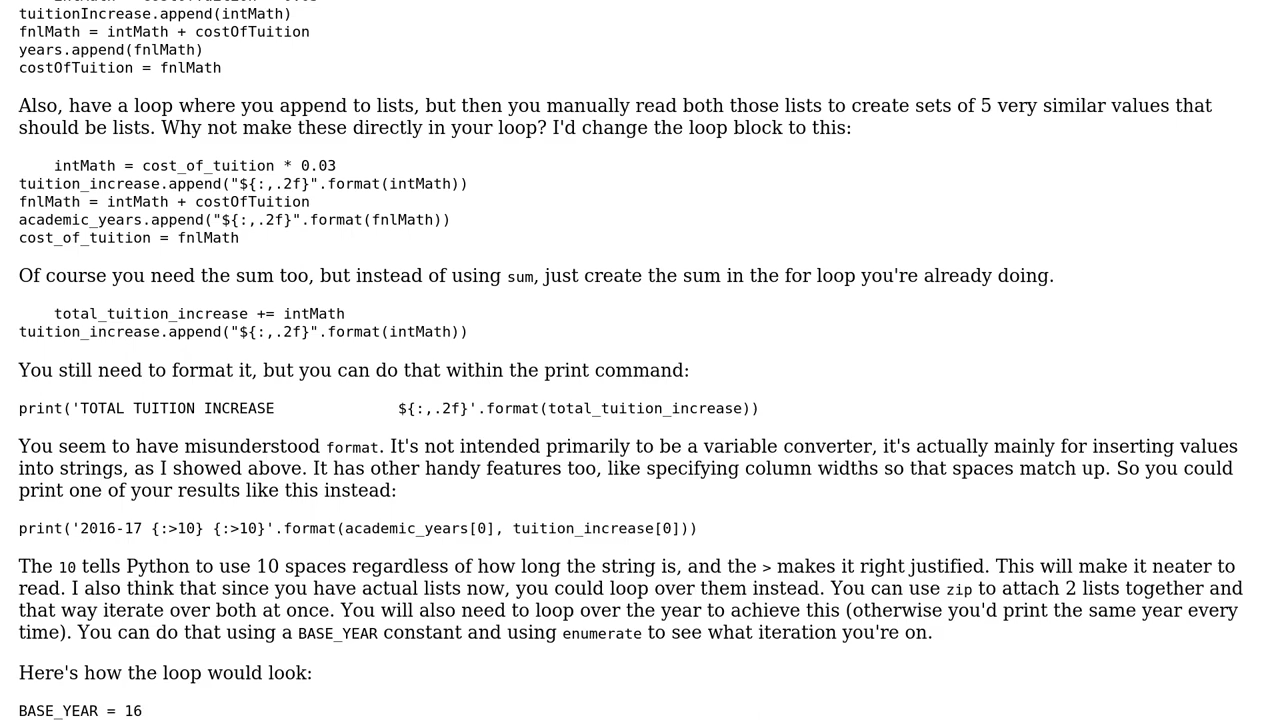 tuitionIncrease.append(intMath)
fnlMath = intMath + costOfTuition
years.append(fnlMath)
costOfTuition = fnlMath
Also, have a loop where you append to lists, but then you manually read both those lists to create sets of 5 very similar values that
should be lists. Why not make these directly in your loop? I'd change the loop block to this:
    intMath = cost_of_tuition * 0.03
tuition_increase.append("${:,.2f}".format(intMath))
fnlMath = intMath + costOfTuition
academic_years.append("${:,.2f}".format(fnlMath))
cost_of_tuition = fnlMath
Of course you need the sum too, but instead of using sum, just create the sum in the for loop you're already doing.
    total_tuition_increase += intMath
tuition_increase.append("${:,.2f}".format(intMath))
You still need to format it, but you can do that within the print command:
print('TOTAL TUITION INCREASE              ${:,.2f}'.format(total_tuition_increase))
You seem to have misunderstood format. It's not intended primarily to be a variable converter, it's actually mainly for inserting values
into strings, as I showed above. It has other handy features too, like specifying column widths so that spaces match up. So you could
print one of your results like this instead:
print('2016-17 {:>10} {:>10}'.format(academic_years[0], tuition_increase[0]))
The 10 tells Python to use 10 spaces regardless of how long the string is, and the > makes it right justified. This will make it neater to
read. I also think that since you have actual lists now, you could loop over them instead. You can use zip to attach 2 lists together and
that way iterate over both at once. You will also need to loop over the year to achieve this (otherwise you'd print the same year every
time). You can do that using a BASE_YEAR constant and using enumerate to see what iteration you're on.
Here's how the loop would look:
BASE_YEAR = 16